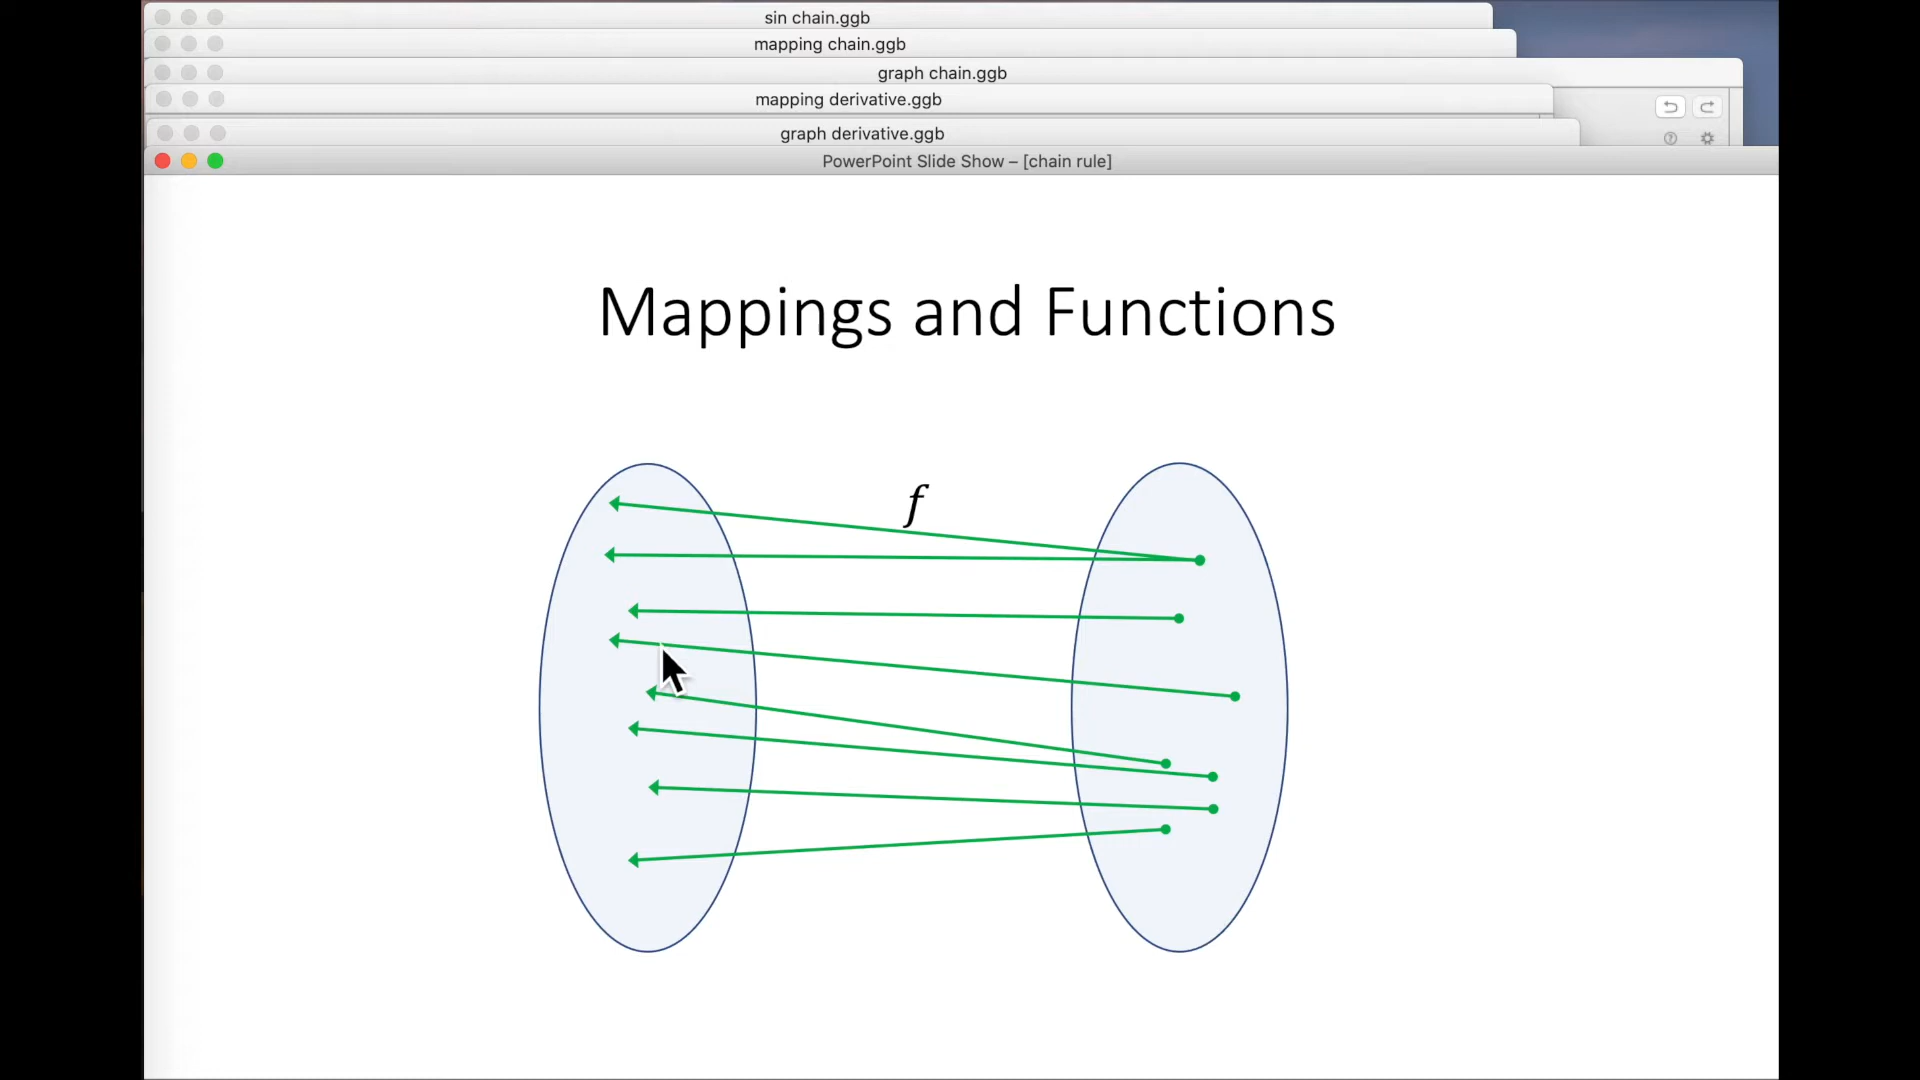 sin chain.ggb
mapping chain.ggb
graph chain.ggb
mapping derivative.ggb
graph derivative.ggb
PowerPoint Slide Show – [chain rule]
Mappings and Functions
f